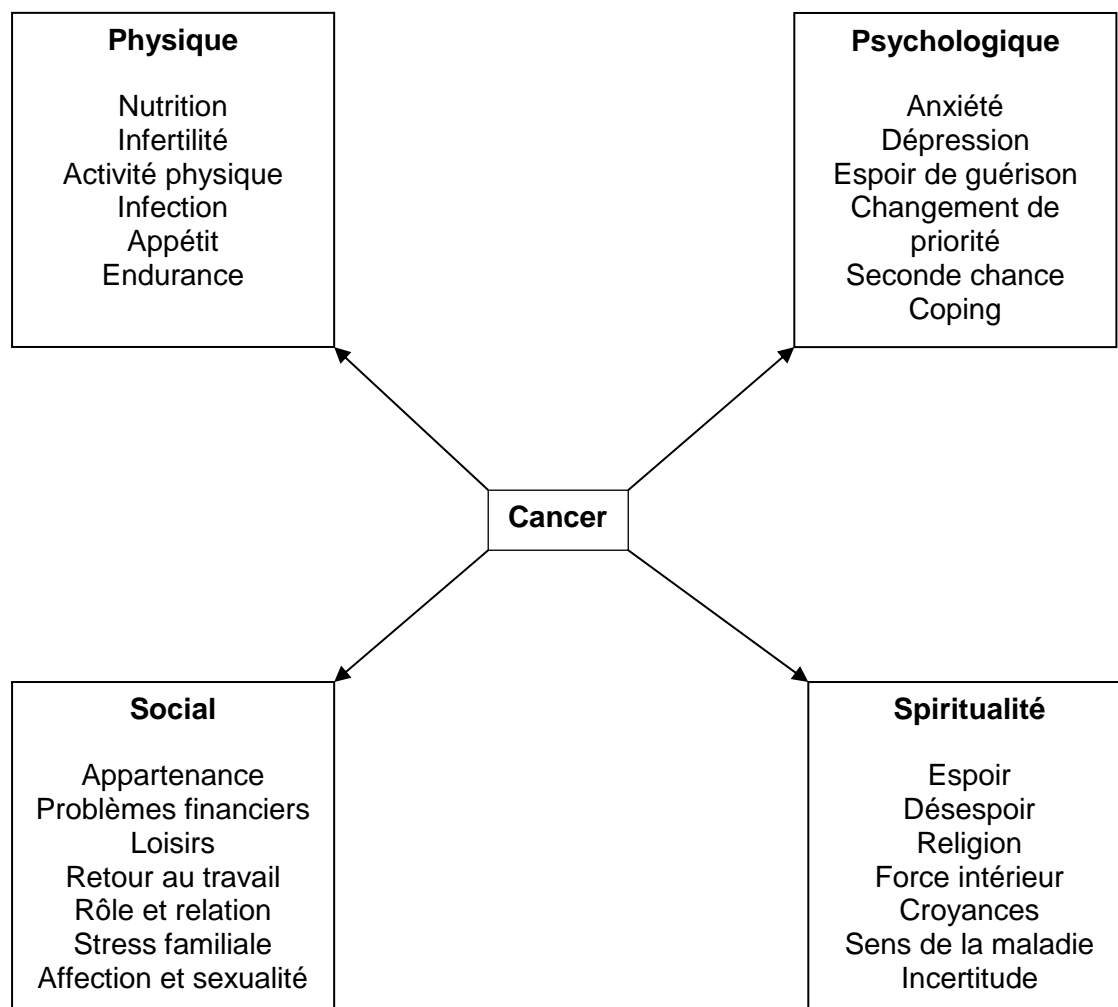 Physique
Nutrition
Infertilité
Activité physique
Infection
Appétit
Endurance
Psychologique
Anxiété
Dépression
Espoir de guérison
Changement de
priorité
Seconde chance
Coping
Cancer
Social
Appartenance
Problèmes financiers
Loisirs
Retour au travail
Rôle et relation
Stress familiale
Affection et sexualité
Spiritualité
Espoir
Désespoir
Religion
Force intérieur
Croyances
Sens de la maladie
Incertitude